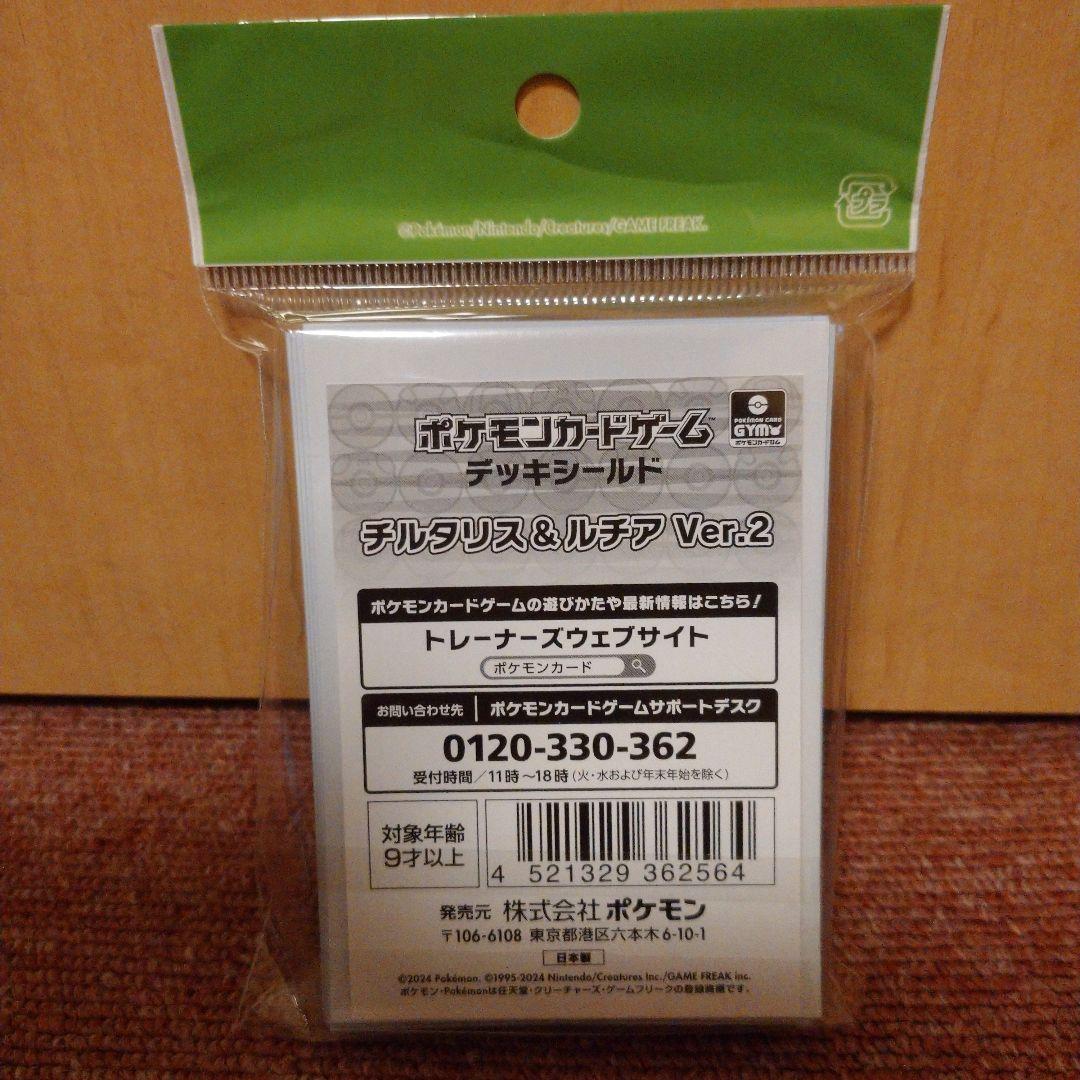 プラ
©Pokémon/Nintendo/Creatures/GAME FREAK.
ポケモンカードゲーム™
POKÉMON CARD
GYM
ポケモンカードジム
デッキシールド
チルタリス & ルチア Ver.2
ポケモンカードゲームの遊びかたや最新情報はこちら!
トレーナーズウェブサイト
ポケモンカード
お問い合わせ先 ポケモンカードゲームサポートデスク
0120-330-362
受付時間/11時~18時(火・水および年末年始を除く)
対象年齢
9才以上
4 521329 362564
発売元 株式会社 ポケモン
〒106-6108 東京都港区六本木6-10-1
日本製
©2024 Pokémon. ©1995-2024 Nintendo/Creatures Inc./GAME FREAK inc.
ポケモン・Pokémonは任天堂・クリーチャーズ・ゲームフリークの登録商標です。